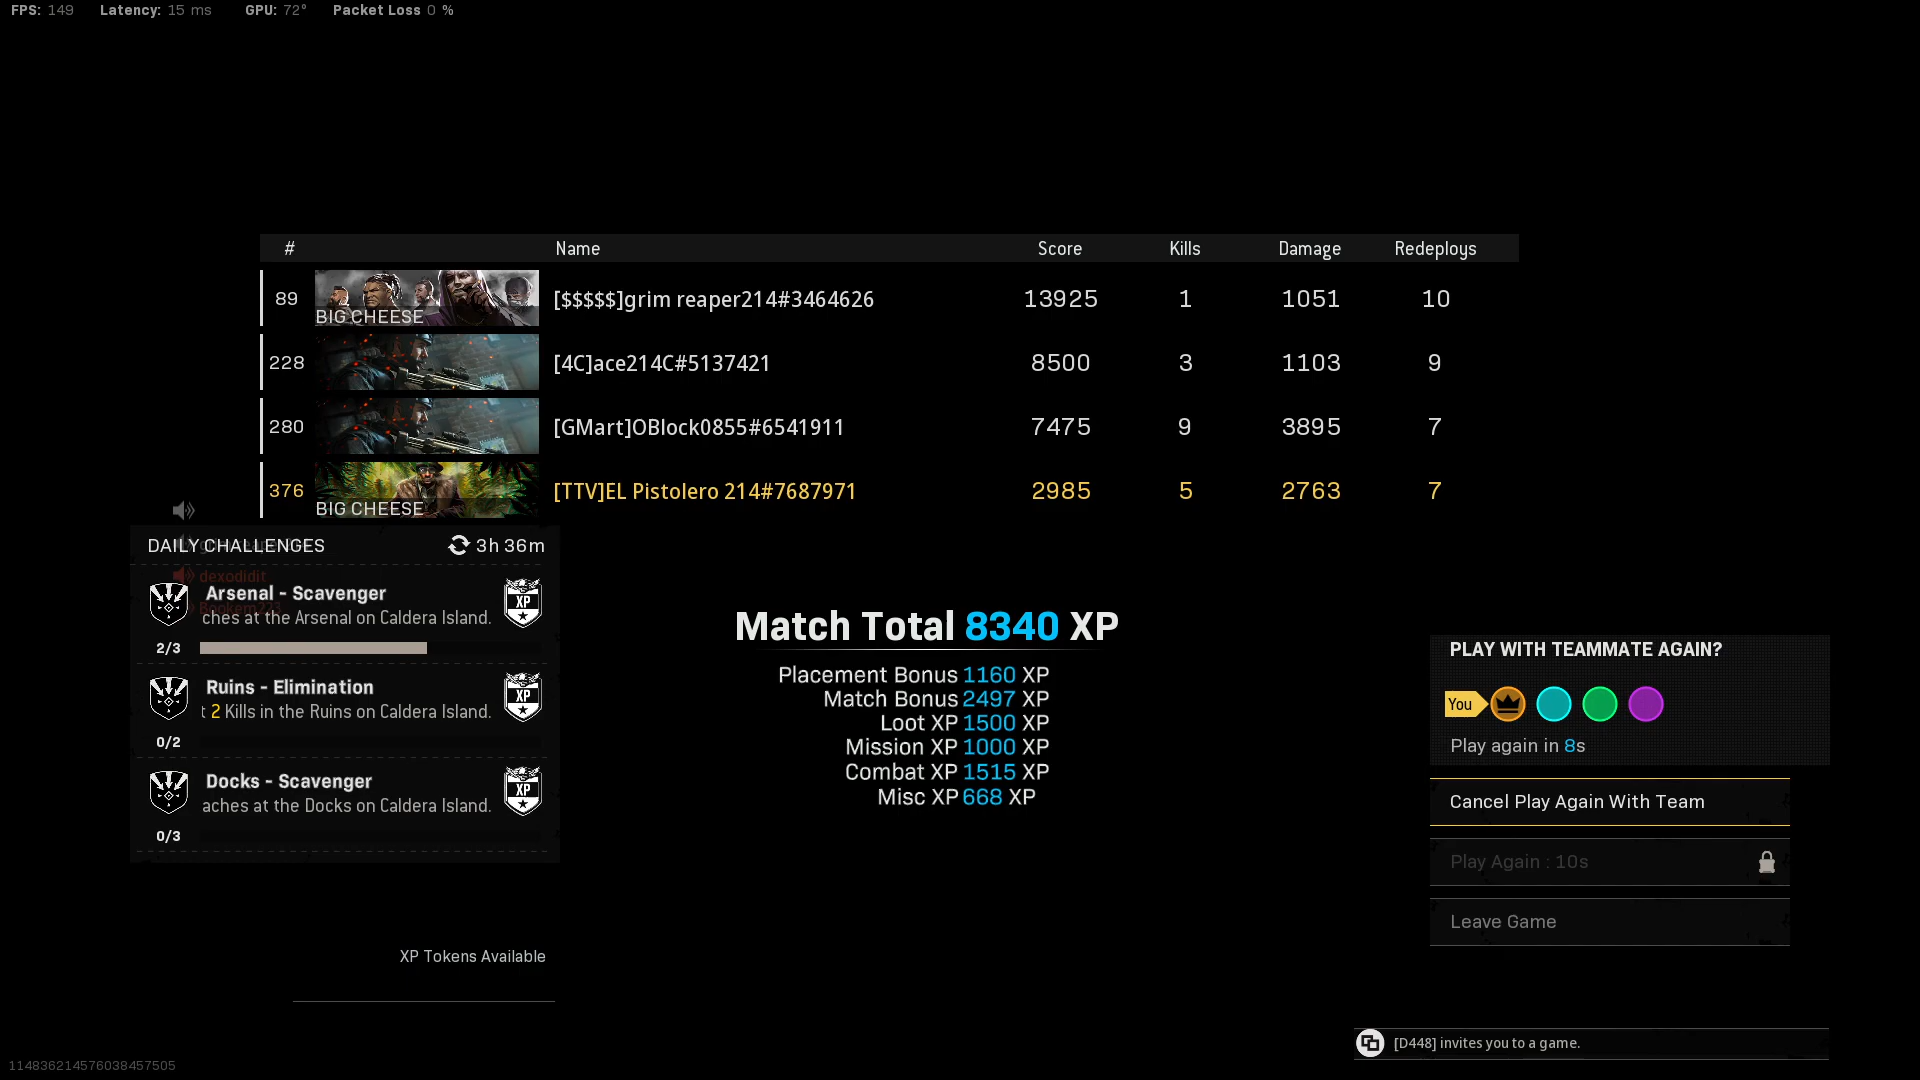 FPS: 149 Latency: 15 ms GPU: 72° Packet Loss 0 %
# Name Score Kills Damage Redeploys
89 BIG CHEESE [$$$$$]grim reaper214#3464626 13925 1 1051 10
228 [4C]ace214C#5137421 8500 3 1103 9
280 [GMart]OBlock0855#6541911 7475 9 3895 7
376 BIG CHEESE [TTV]EL Pistolero 214#7687971 2985 5 2763 7
DAILY CHALLENGES 3h 36m
dexodidit
Arsenal - Scavenger XP
ches at the Arsenal on Caldera Island.
2/3
Ruins - Elimination XP
t 2 Kills in the Ruins on Caldera Island.
0/2
Docks - Scavenger XP
aches at the Docks on Caldera Island.
0/3
XP Tokens Available
Match Total 8340 XP
Placement Bonus 1160 XP
Match Bonus 2497 XP
Loot XP 1500 XP
Mission XP 1000 XP
Combat XP 1515 XP
Misc XP 668 XP
PLAY WITH TEAMMATE AGAIN?
You
Play again in 8s
Cancel Play Again With Team
Play Again : 10s
Leave Game
[D448] invites you to a game.
114836214576038457505